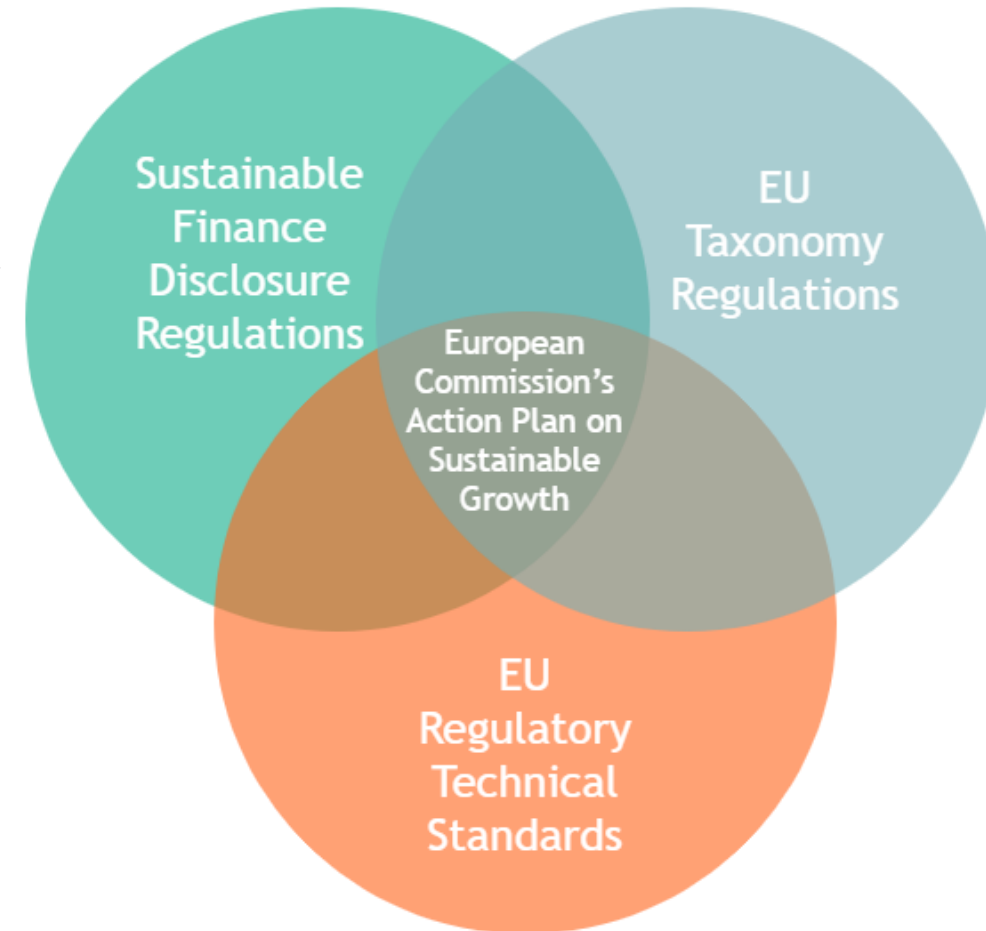 Sustainable
Finance
Disclosure
Regulations
EU
Taxonomy
Regulations
European
Commission’s
Action Plan on
Sustainable
Growth
EU
Regulatory
Technical
Standards